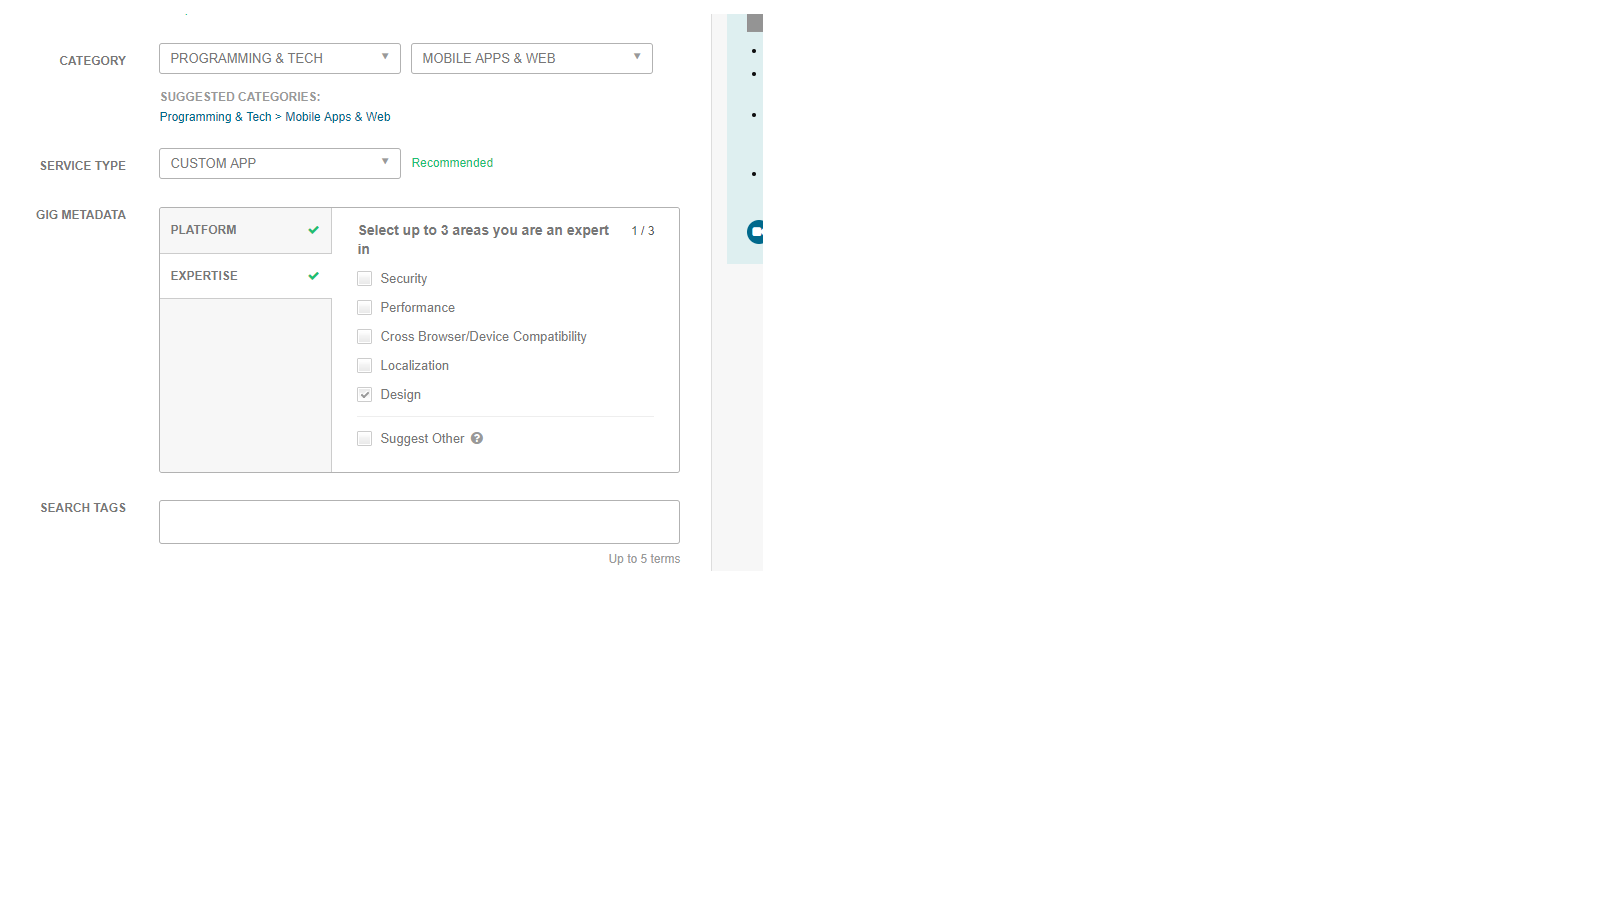 CATEGORY
PROGRAMMING & TECH
MOBILE APPS & WEB
SUGGESTED CATEGORIES:
Programming & Tech > Mobile Apps & Web
SERVICE TYPE
CUSTOM APP
Recommended
GIG METADATA
PLATFORM
EXPERTISE
Select up to 3 areas you are an expert
in
1 / 3
Security
Performance
Cross Browser/Device Compatibility
Localization
Design
Suggest Other
SEARCH TAGS
Up to 5 terms